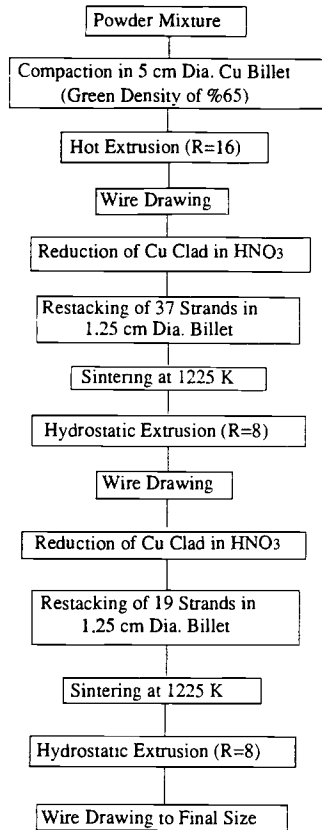 Powder Mixture
Compaction in 5 cm Dia. Cu Billet
(Green Density of %65)
Hot Extrusion (R=16)
Wire Drawing
Reduction of Cu Clad in HNO3
Restacking of 37 Strands in
1.25 cm Dia. Billet
Sintering at 1225 K
Hydrostatic Extrusion (R=8)
Wire Drawing
Reduction of Cu Clad in HNO3
Restacking of 19 Strands in
1.25 cm Dia. Billet
Sintering at 1225 K
Hydrostatic Extrusion (R=8)
Wire Drawing to Final Size